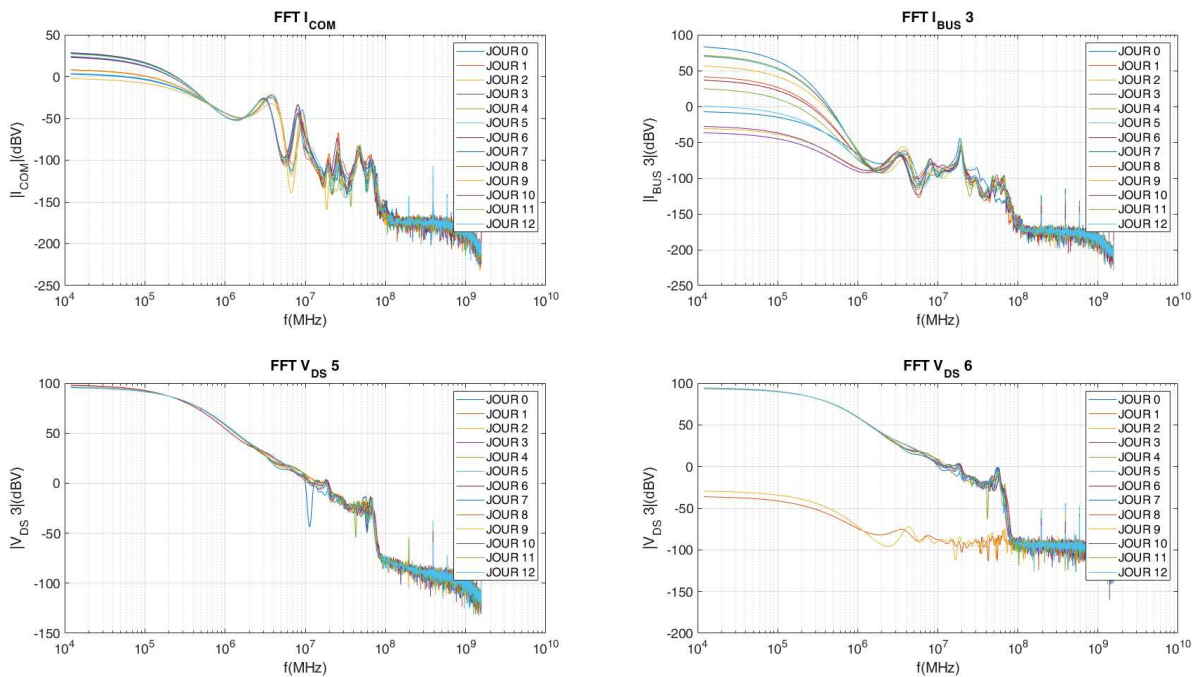 FFT I_COM
50
0
-50
-100
-150
-200
-250
|I_COM|(dBV)
10^4 10^5 10^6 10^7 10^8 10^9 10^10
f(MHz)
JOUR 0
JOUR 1
JOUR 2
JOUR 3
JOUR 4
JOUR 5
JOUR 6
JOUR 7
JOUR 8
JOUR 9
JOUR 10
JOUR 11
JOUR 12
FFT I_BUS 3
100
50
0
-50
-100
-150
-200
-250
|I_BUS 3|(dBV)
10^4 10^5 10^6 10^7 10^8 10^9 10^10
f(MHz)
JOUR 0
JOUR 1
JOUR 2
JOUR 3
JOUR 4
JOUR 5
JOUR 6
JOUR 7
JOUR 8
JOUR 9
JOUR 10
JOUR 11
JOUR 12
FFT V_DS 5
100
50
0
-50
-100
-150
|V_DS 3|(dBV)
10^4 10^5 10^6 10^7 10^8 10^9 10^10
f(MHz)
JOUR 0
JOUR 1
JOUR 2
JOUR 3
JOUR 4
JOUR 5
JOUR 6
JOUR 7
JOUR 8
JOUR 9
JOUR 10
JOUR 11
JOUR 12
FFT V_DS 6
100
50
0
-50
-100
-150
-200
|V_DS 3|(dBV)
10^4 10^5 10^6 10^7 10^8 10^9 10^10
f(MHz)
JOUR 0
JOUR 1
JOUR 2
JOUR 3
JOUR 4
JOUR 5
JOUR 6
JOUR 7
JOUR 8
JOUR 9
JOUR 10
JOUR 11
JOUR 12